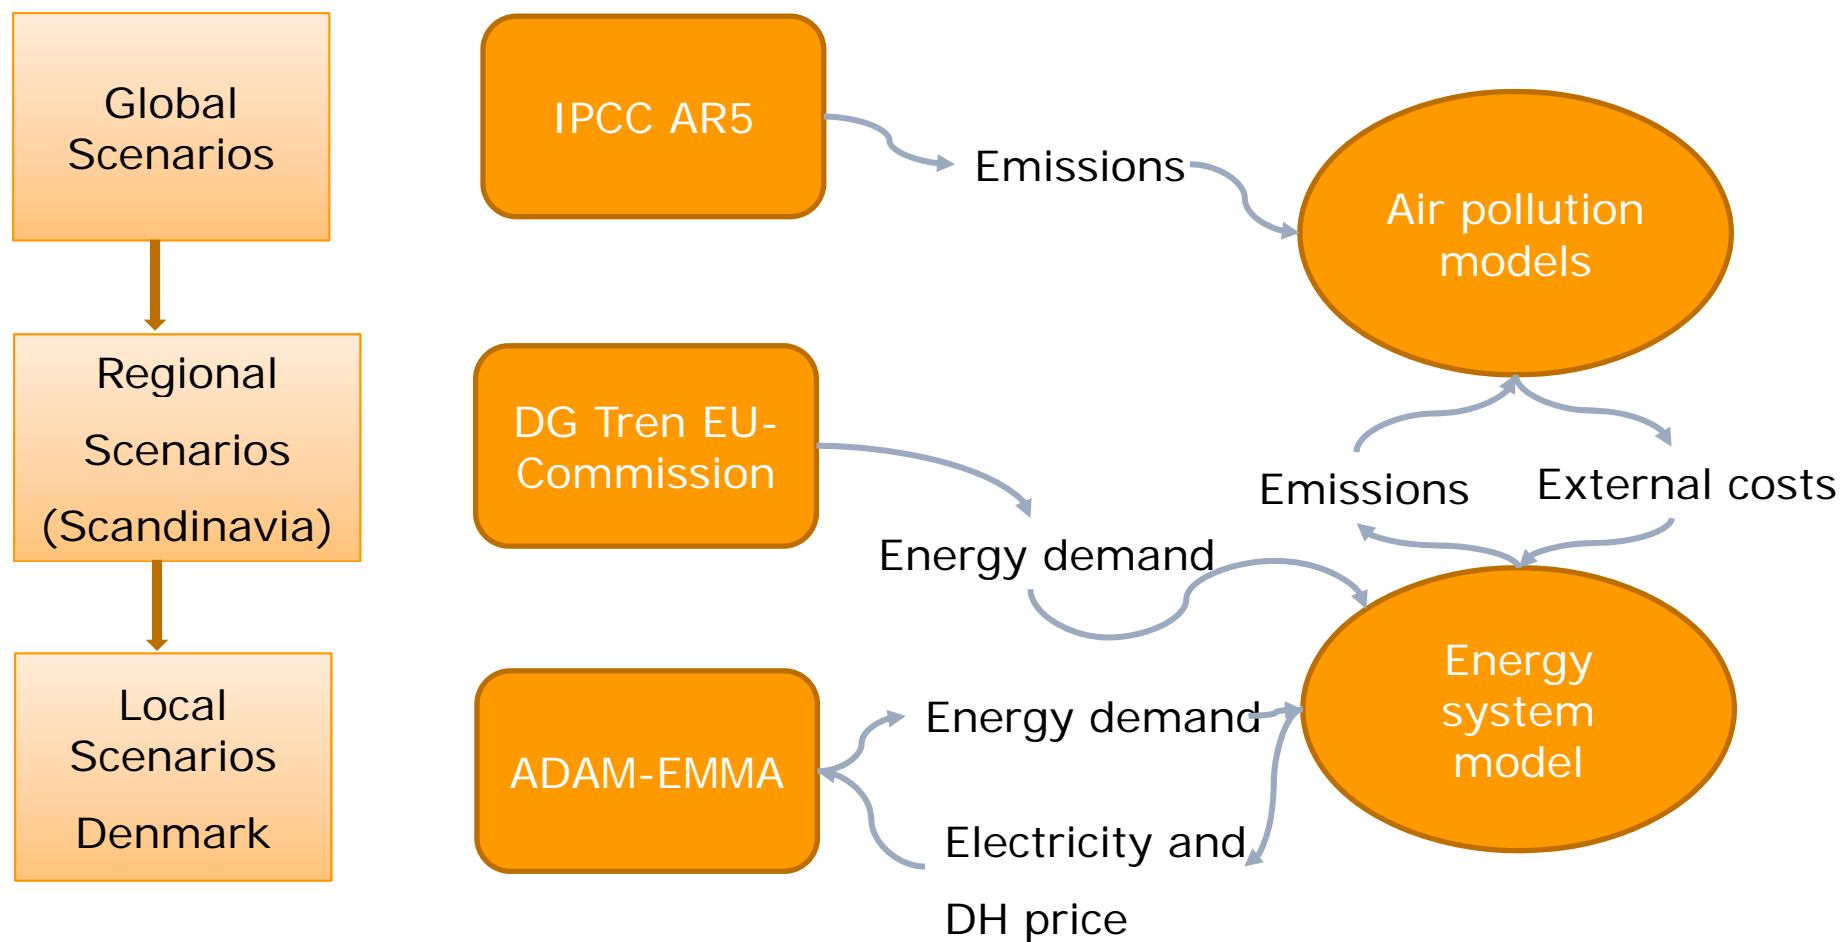 Global
Scenarios
IPCC AR5
Emissions
Air pollution
models
Regional
Scenarios
(Scandinavia)
DG Tren EU-
Commission
Energy demand
Emissions
External costs
Local
Scenarios
Denmark
ADAM-EMMA
Energy demand
Electricity and
DH price
Energy
system
model